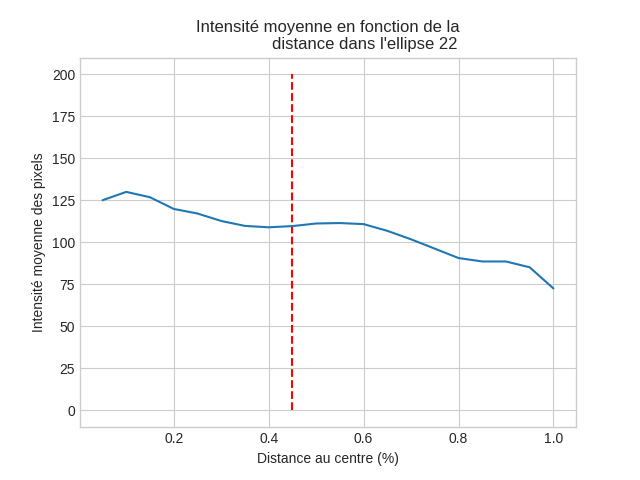 Intensité moyenne en fonction de la
distance dans l'ellipse 22
200
175
150
125
100
75
50
25
0
Intensité moyenne des pixels
0.2 0.4 0.6 0.8 1.0
Distance au centre (%)